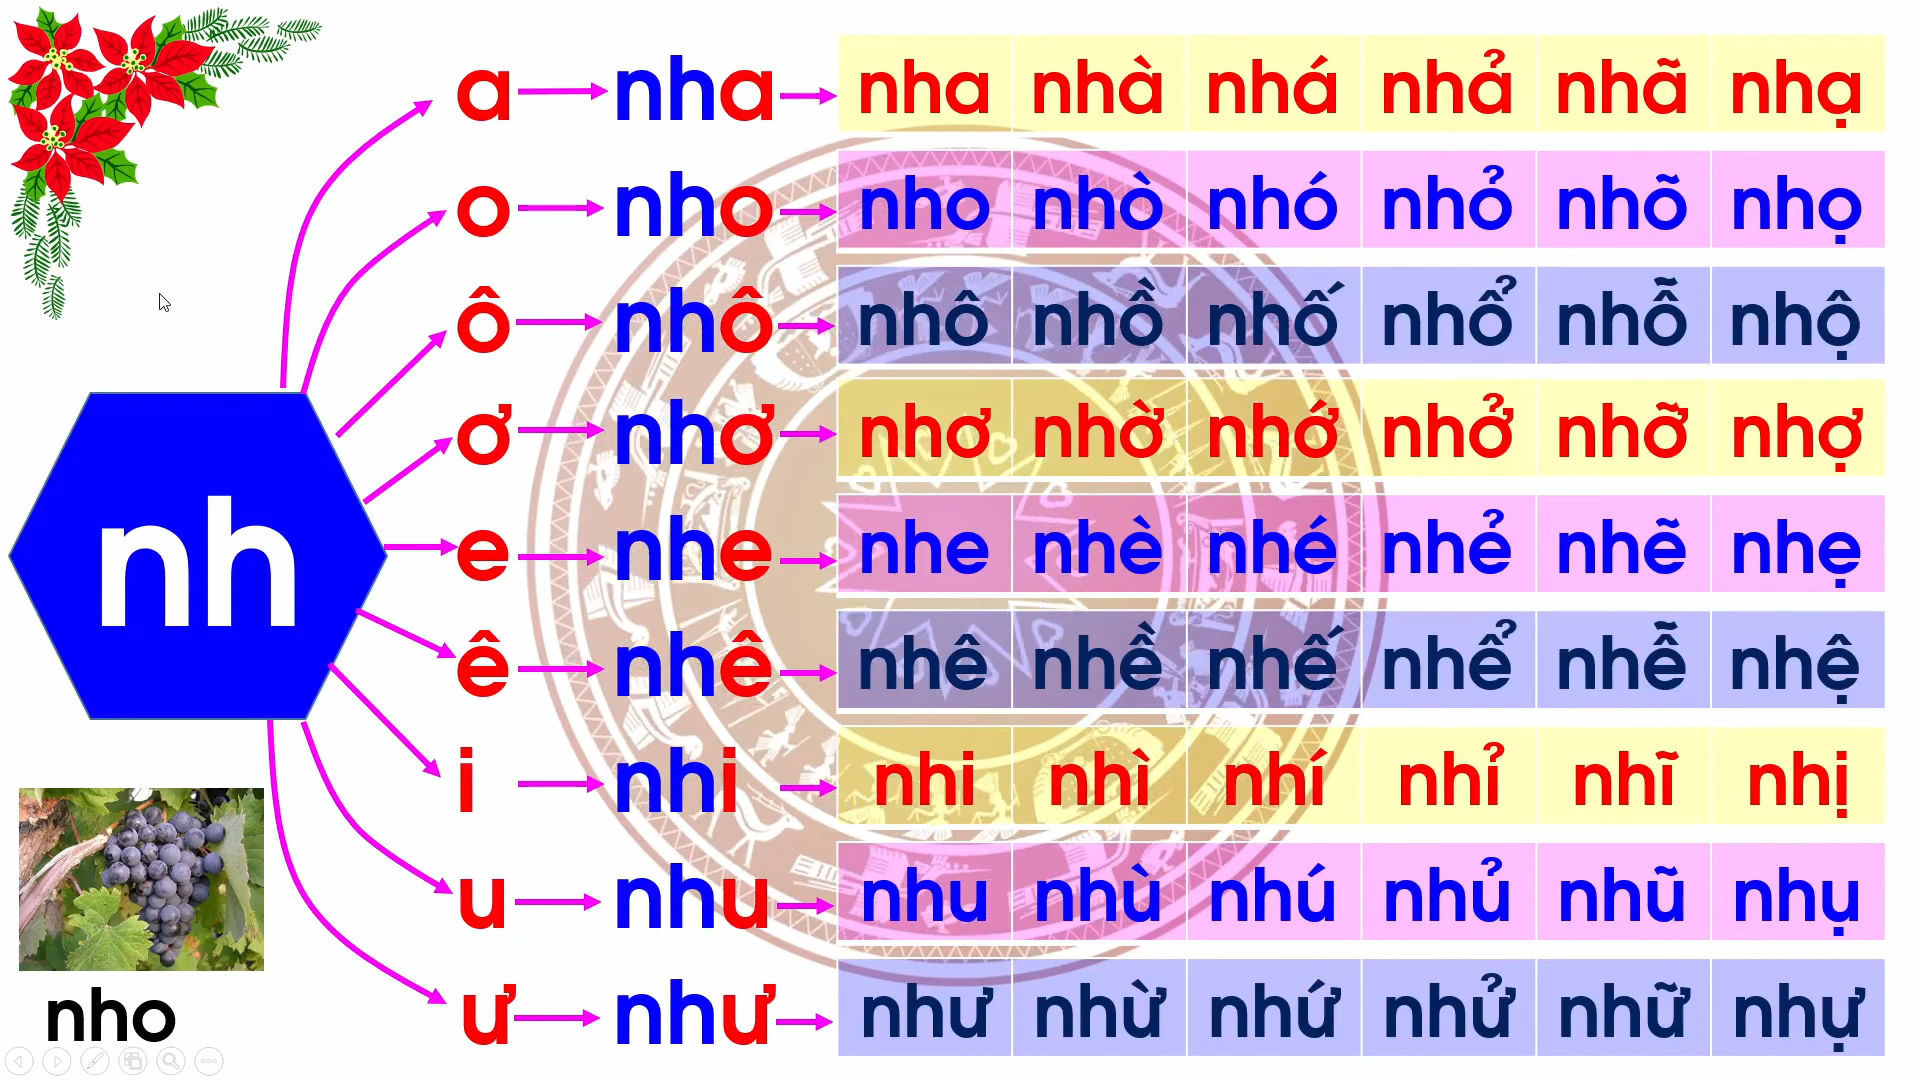 a nha nha nhà nhá nhả nhã nhạ
o nho nho nhò nhó nhỏ nhõ nhọ
ô nhô nhô nhồ nhố nhổ nhỗ nhộ
ơ nhơ nhơ nhờ nhớ nhở nhỡ nhợ
nh
e nhe nhe nhè nhé nhẻ nhẽ nhẹ
ê nhê nhê nhề nhế nhể nhễ nhệ
i nhi nhi nhì nhí nhỉ nhĩ nhị
u nhu nhu nhù nhú nhủ nhũ nhụ
ư như như nhừ nhứ nhử nhữ nhự
nho